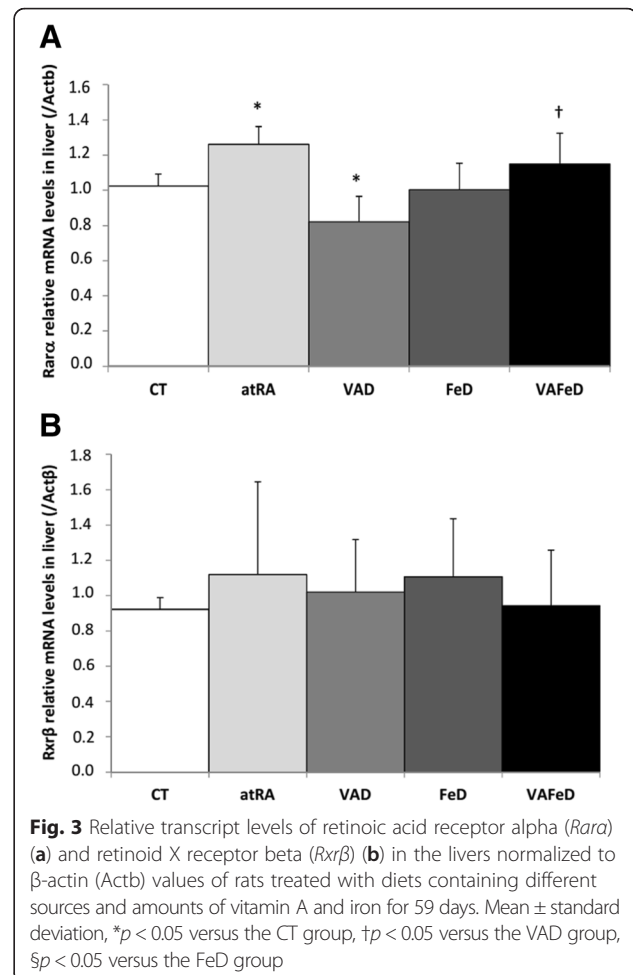 A
Rarα relative mRNA levels in liver (/Actb)
1.6
1.4
1.2
1.0
0.8
0.6
0.4
0.2
0.0
*
*
†
CT atRA VAD FeD VAFeD
B
Rxrβ relative mRNA levels in liver (/Actβ)
1.8
1.6
1.4
1.2
1.0
0.8
0.6
0.4
0.2
0.0
CT atRA VAD FeD VAFeD
Fig. 3 Relative transcript levels of retinoic acid receptor alpha (Rarα)
(a) and retinoid X receptor beta (Rxrβ) (b) in the livers normalized to
β-actin (Actb) values of rats treated with diets containing different
sources and amounts of vitamin A and iron for 59 days. Mean ± standard
deviation, *p < 0.05 versus the CT group, †p < 0.05 versus the VAD group,
§p < 0.05 versus the FeD group